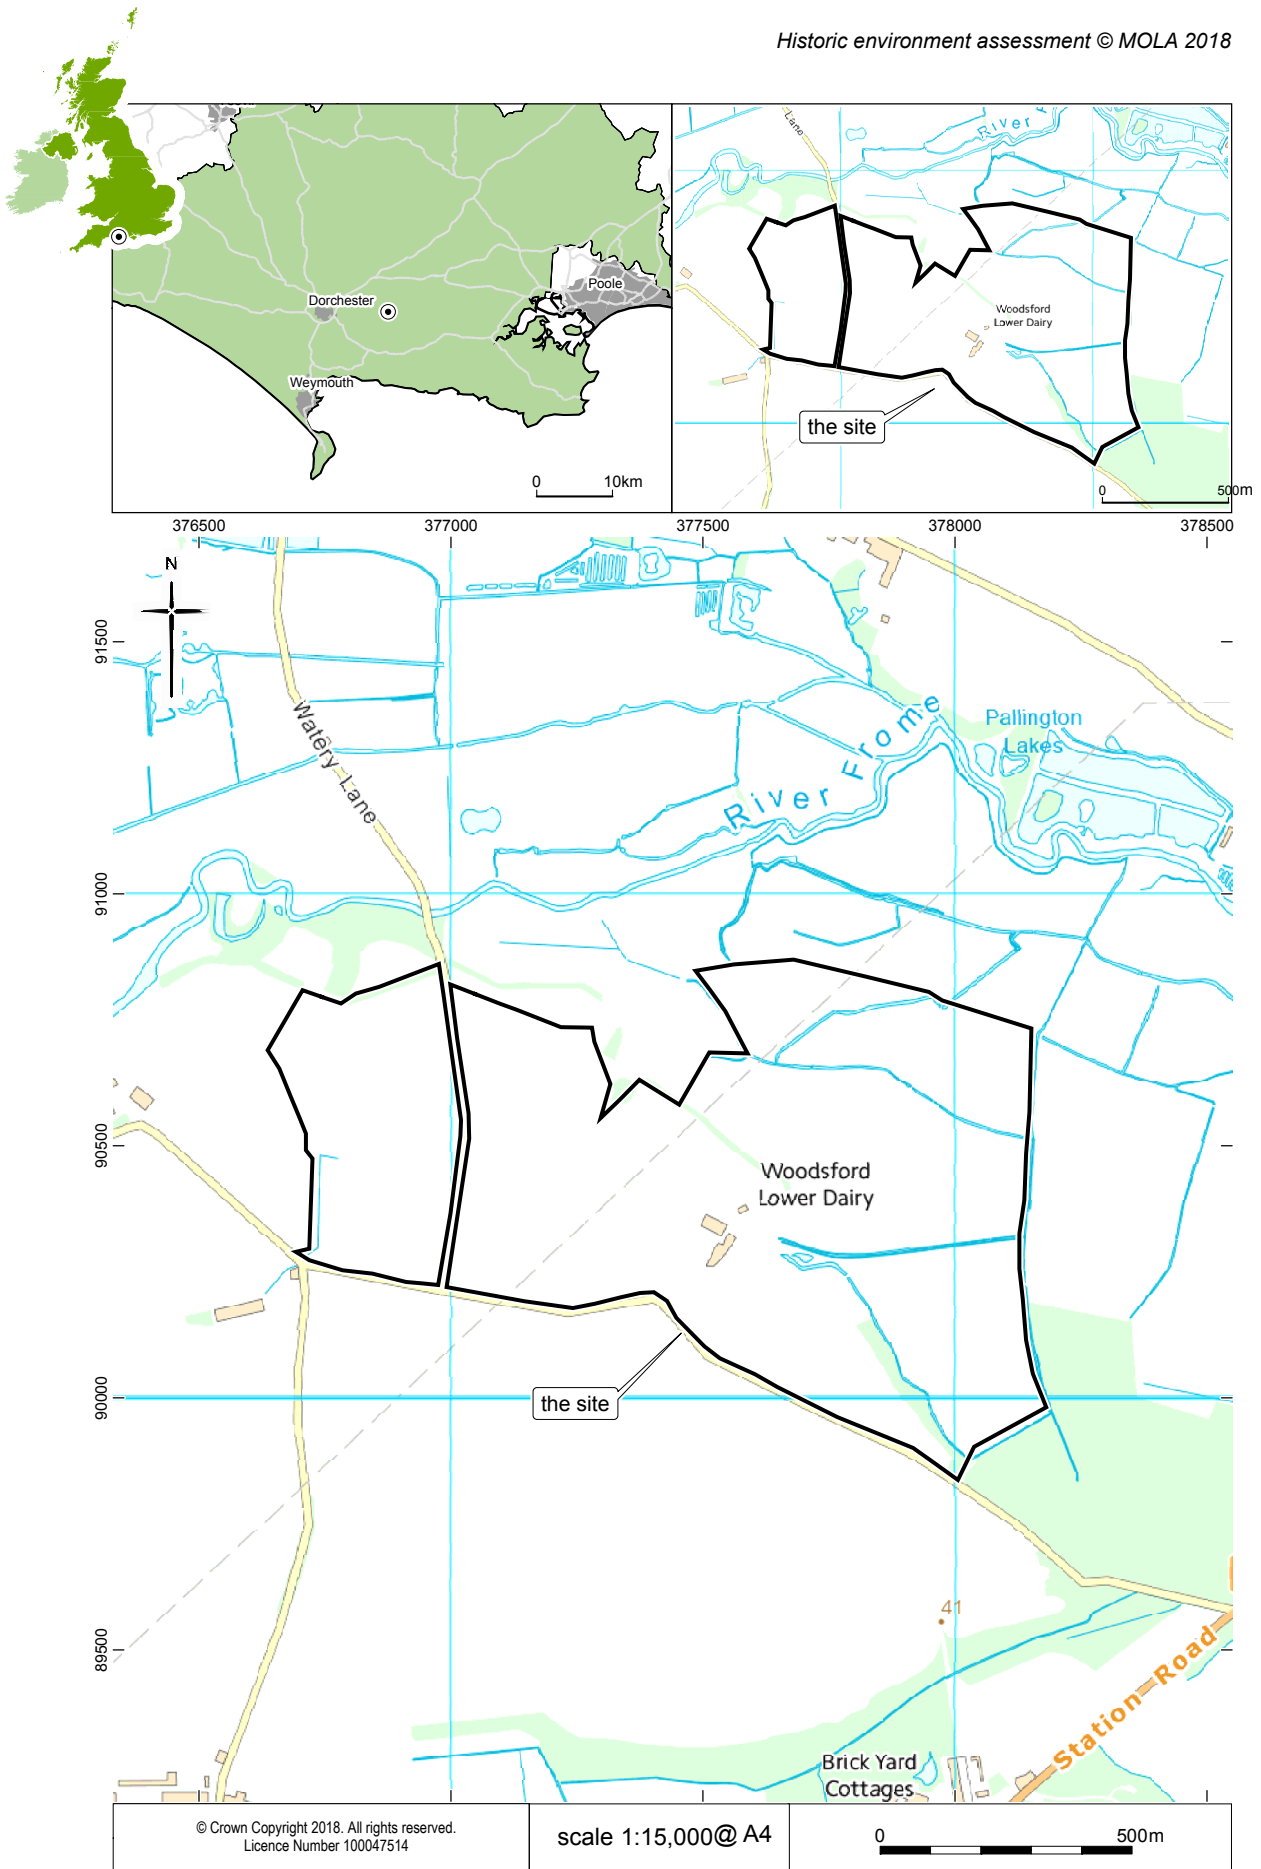 Historic environment assessment © MOLA 2018
Dorchester
Poole
Weymouth
0 10km
Lane
River F
Woodsford
Lower Dairy
the site
0 500m
376500 377000 377500 378000 378500
N
91500
91000
90500
90000
89500
Watery Lane
River Frome
Pallington
Lakes
Woodsford
Lower Dairy
the site
41
Station Road
Brick Yard
Cottages
© Crown Copyright 2018. All rights reserved.
Licence Number 100047514
scale 1:15,000@ A4
0 500m